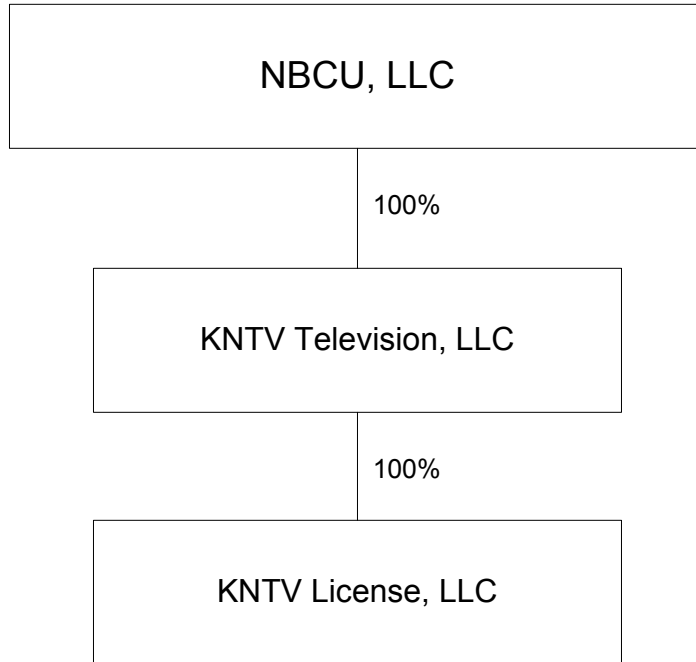 NBCU, LLC
100%
KNTV Television, LLC
100%
KNTV License, LLC